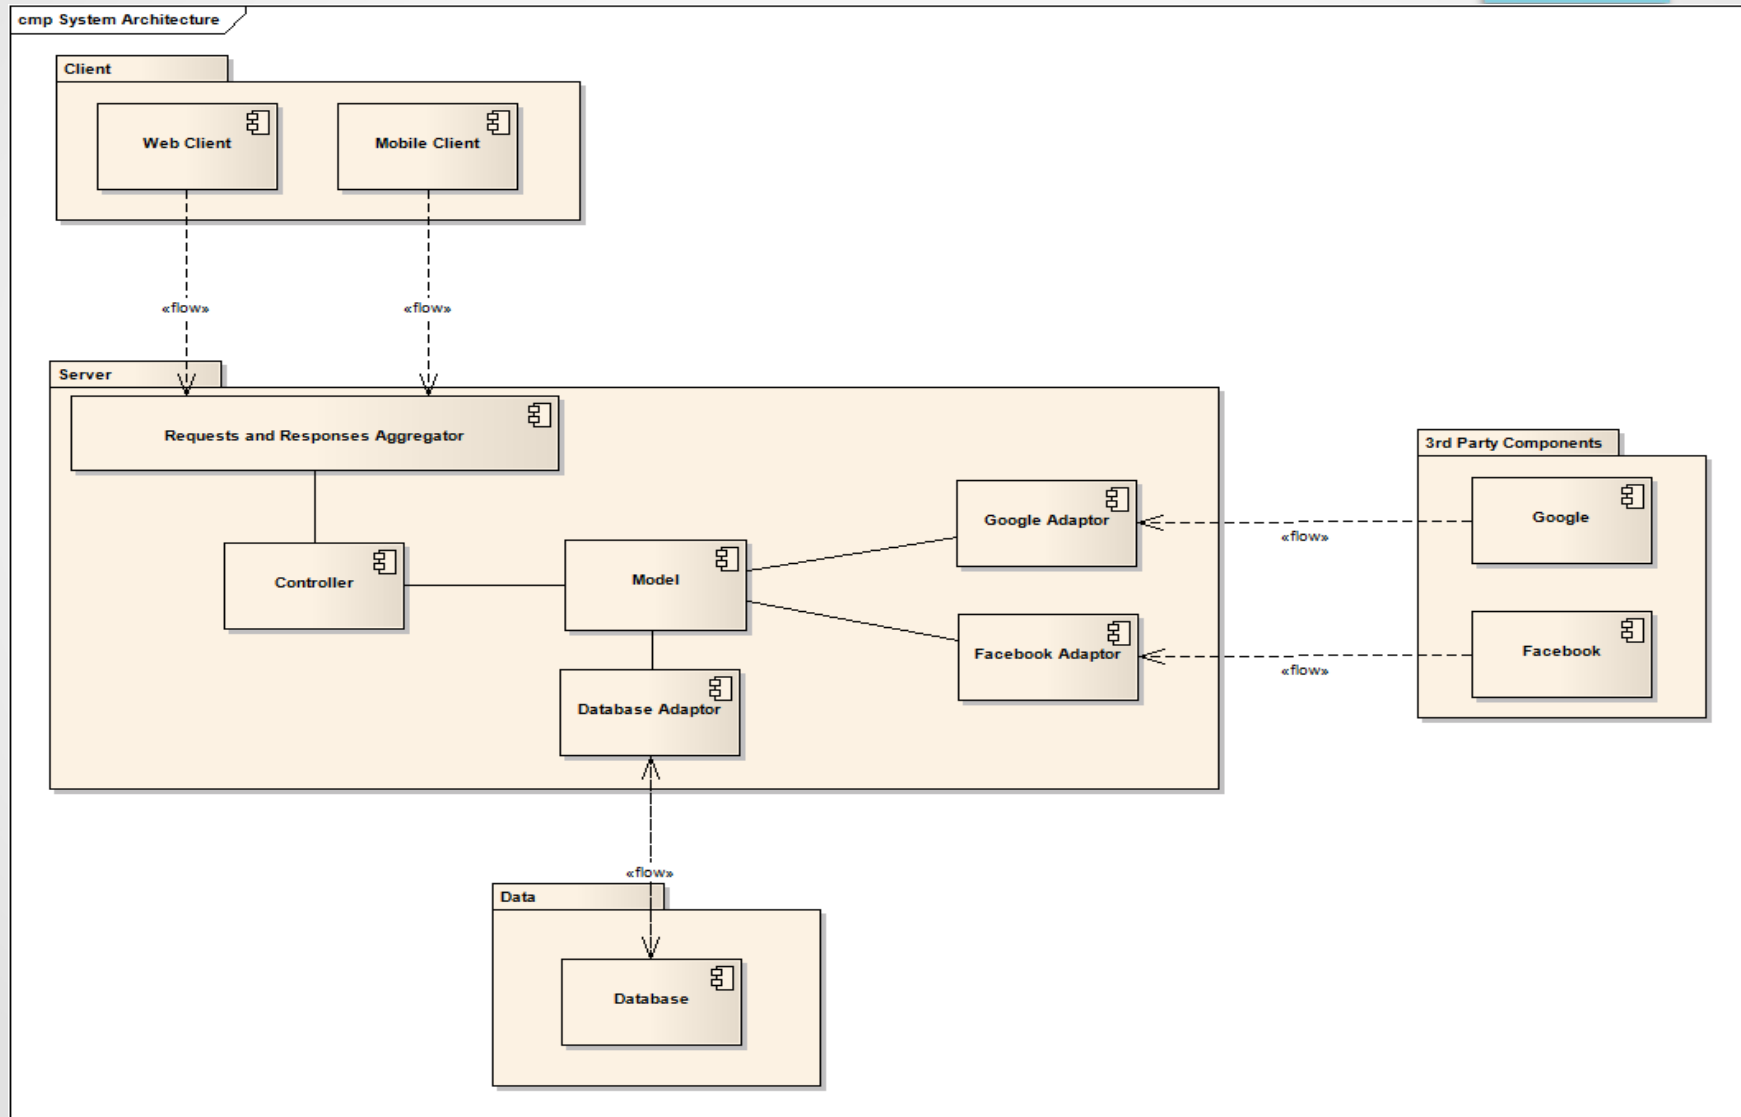 cmp System Architecture
Client
Web Client
Mobile Client
«flow»
«flow»
Server
Requests and Responses Aggregator
Controller
Model
Google Adaptor
Facebook Adaptor
Database Adaptor
3rd Party Components
Google
Facebook
«flow»
«flow»
«flow»
Data
Database